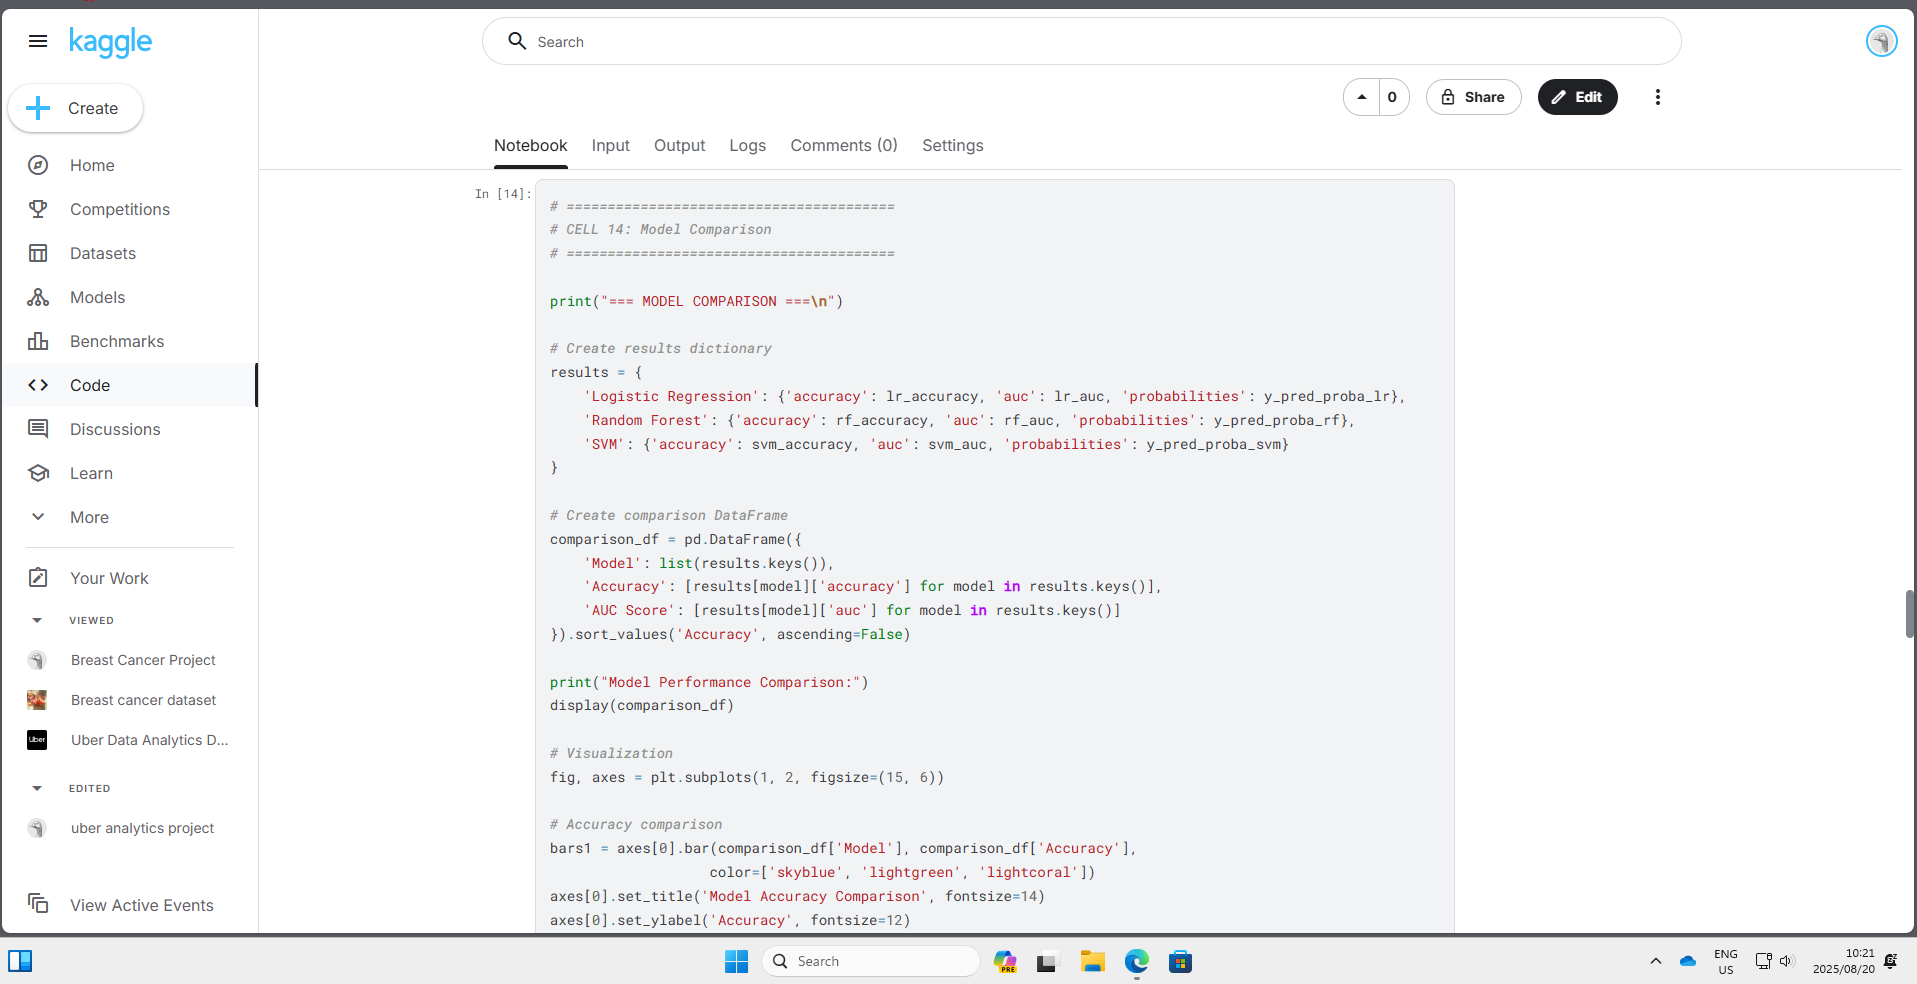 kaggle
Search
Create
0
Share
Edit
Notebook
Input
Output
Logs
Comments (0)
Settings
Home
Competitions
Datasets
Models
Benchmarks
Code
Discussions
Learn
More
Your Work
VIEWED
Breast Cancer Project
Breast cancer dataset
Uber
Uber Data Analytics D...
EDITED
uber analytics project
View Active Events
In [14]:
# =======================================
# CELL 14: Model Comparison
# =======================================
print("=== MODEL COMPARISON ===\n")
# Create results dictionary
results = {
    'Logistic Regression': {'accuracy': lr_accuracy, 'auc': lr_auc, 'probabilities': y_pred_proba_lr},
    'Random Forest': {'accuracy': rf_accuracy, 'auc': rf_auc, 'probabilities': y_pred_proba_rf},
    'SVM': {'accuracy': svm_accuracy, 'auc': svm_auc, 'probabilities': y_pred_proba_svm}
}
# Create comparison DataFrame
comparison_df = pd.DataFrame({
    'Model': list(results.keys()),
    'Accuracy': [results[model]['accuracy'] for model in results.keys()],
    'AUC Score': [results[model]['auc'] for model in results.keys()]
}).sort_values('Accuracy', ascending=False)
print("Model Performance Comparison:")
display(comparison_df)
# Visualization
fig, axes = plt.subplots(1, 2, figsize=(15, 6))
# Accuracy comparison
bars1 = axes[0].bar(comparison_df['Model'], comparison_df['Accuracy'],
                   color=['skyblue', 'lightgreen', 'lightcoral'])
axes[0].set_title('Model Accuracy Comparison', fontsize=14)
axes[0].set_ylabel('Accuracy', fontsize=12)
Search
PRE
ENG
US
10:21
2025/08/20